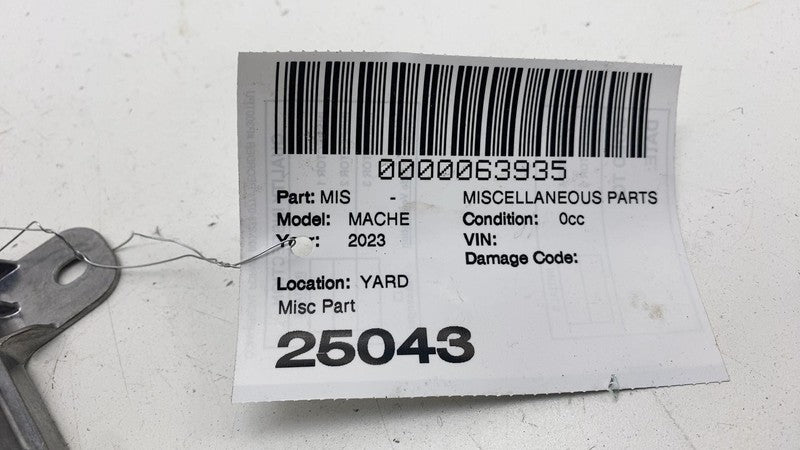 0000063935
Part: MIS - MISCELLANEOUS PARTS
Model: MACHE Condition: 0cc
Year: 2023 VIN:
Damage Code:
Location: YARD
Misc Part
25043